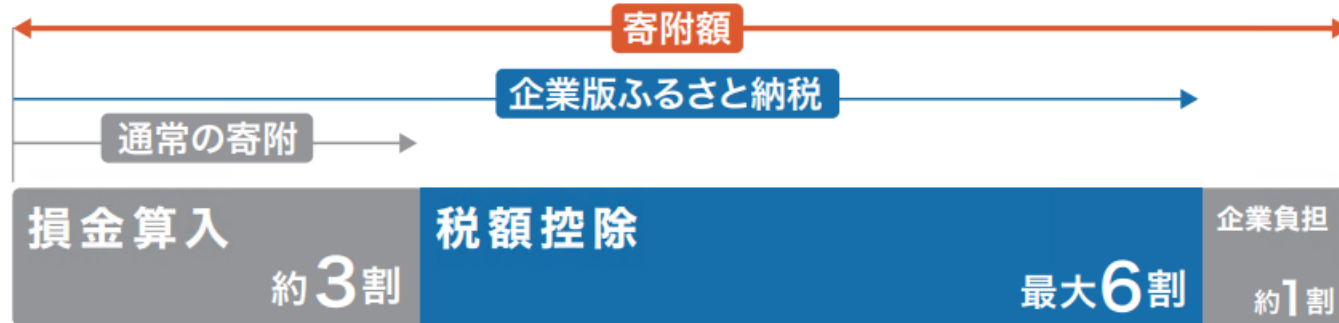 寄附額
企業版ふるさと納税
通常の寄附
損金算入
約3割
税額控除
最大6割
企業負担
約1割